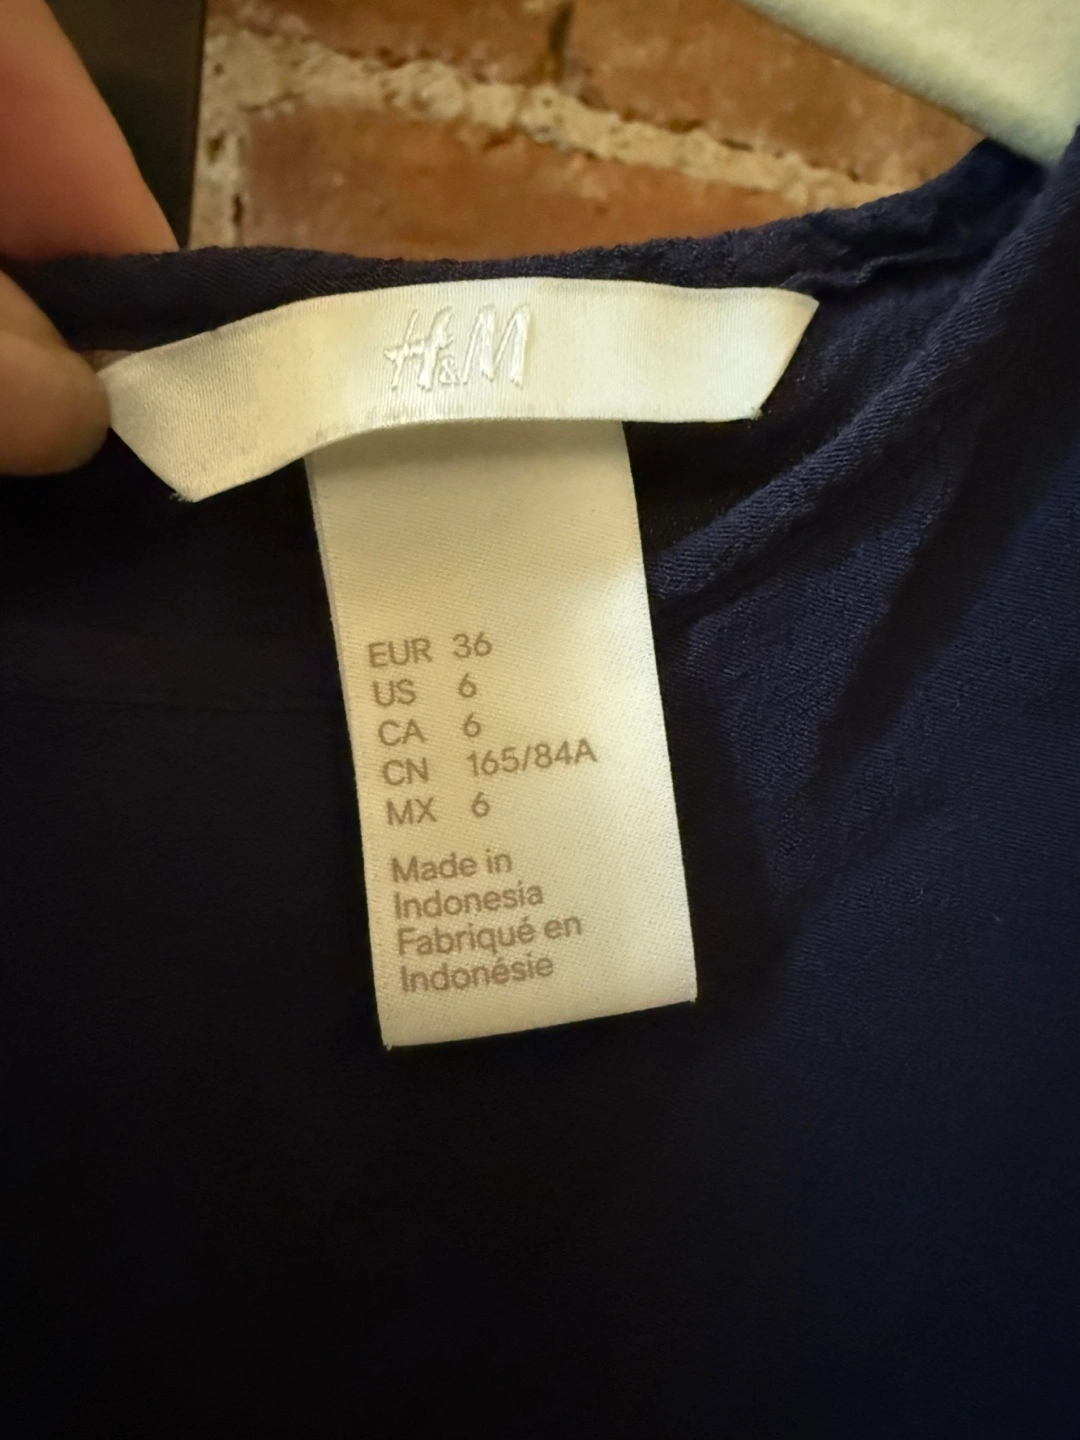 H&M
EUR 36
US 6
CA 6
CN 165/84A
MX 6
Made in
Indonesia
Fabriqué en
Indonésie